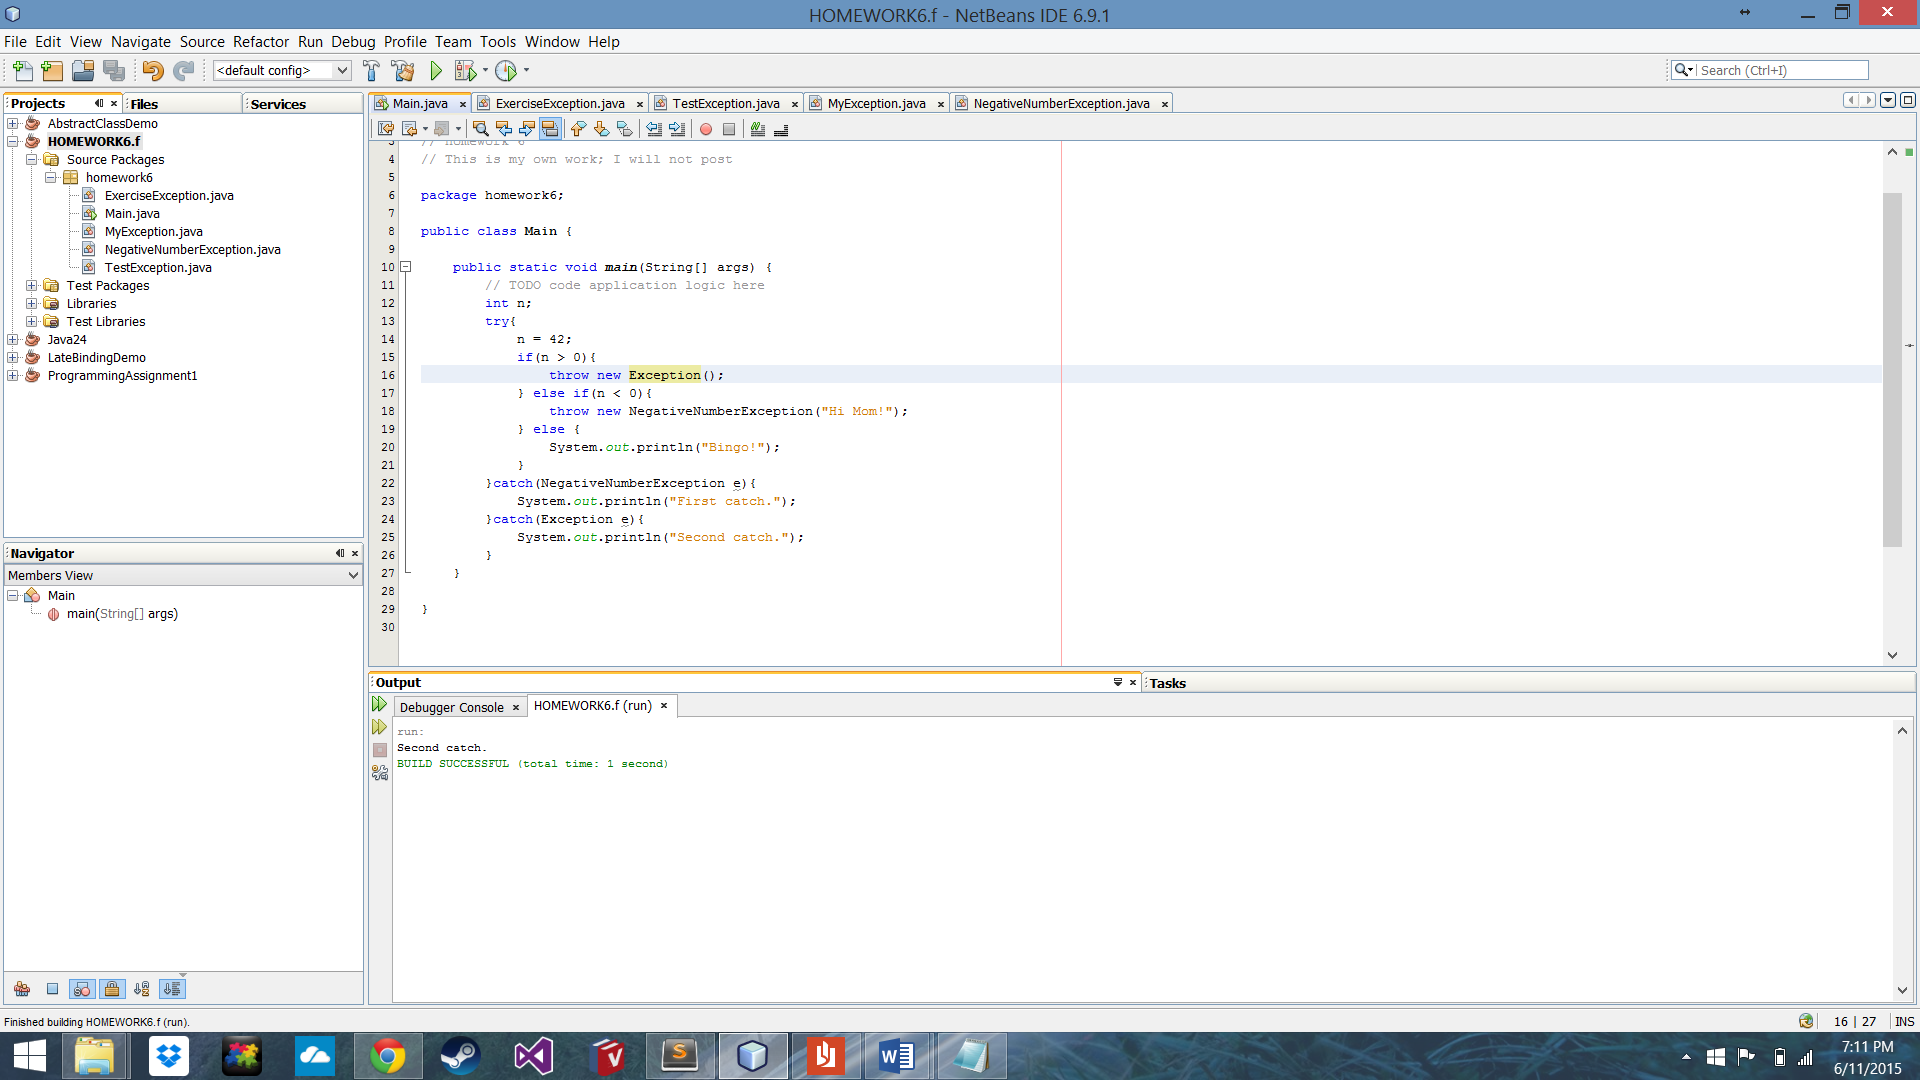 HOMEWORK6.f - NetBeans IDE 6.9.1
File Edit View Navigate Source Refactor Run Debug Profile Team Tools Window Help
<default config>
Search (Ctrl+I)
Projects
Files
Services
AbstractClassDemo
HOMEWORK6.f
Source Packages
homework6
ExerciseException.java
Main.java
MyException.java
NegativeNumberException.java
TestException.java
Test Packages
Libraries
Test Libraries
Java24
LateBindingDemo
ProgrammingAssignment1
Navigator
Members View
Main
main(String[] args)
Main.java
ExerciseException.java
TestException.java
MyException.java
NegativeNumberException.java
3 // Homework 6
4 // This is my own work; I will not post
5
6 package homework6;
7
8 public class Main {
9
10 public static void main(String[] args) {
11 // TODO code application logic here
12 int n;
13 try{
14 n = 42;
15 if(n > 0){
16 throw new Exception();
17 } else if(n < 0){
18 throw new NegativeNumberException("Hi Mom!");
19 } else {
20 System.out.println("Bingo!");
21 }
22 }catch(NegativeNumberException e){
23 System.out.println("First catch.");
24 }catch(Exception e){
25 System.out.println("Second catch.");
26 }
27 }
28
29 }
30
Output
Tasks
Debugger Console
HOMEWORK6.f (run)
run:
Second catch.
BUILD SUCCESSFUL (total time: 1 second)
Finished building HOMEWORK6.f (run).
16 | 27
INS
7:11 PM
6/11/2015